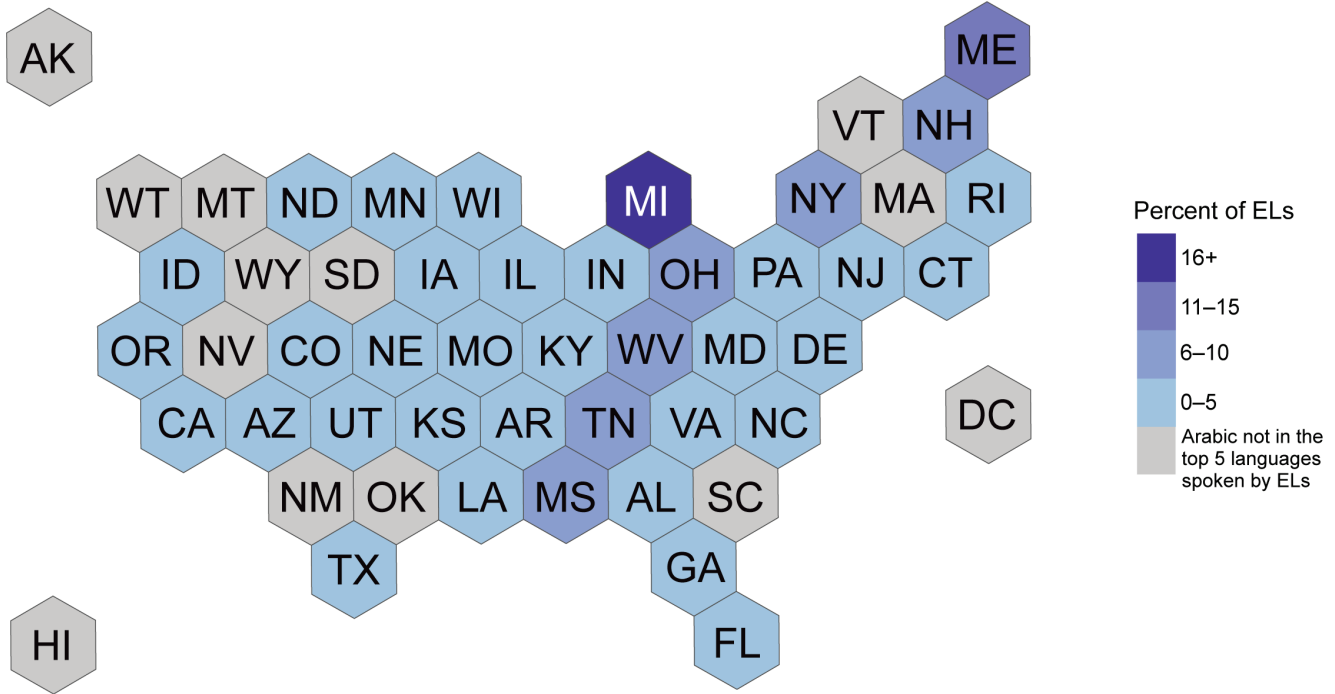 AK
ME
VT NH
WT MT ND MN WI MI NY MA RI
ID WY SD IA IL IN OH PA NJ CT
OR NV CO NE MO KY WV MD DE
CA AZ UT KS AR TN VA NC
DC
NM OK LA MS AL SC
TX GA
HI FL
Percent of ELs
16+
11–15
6–10
0–5
Arabic not in the
top 5 languages
spoken by ELs